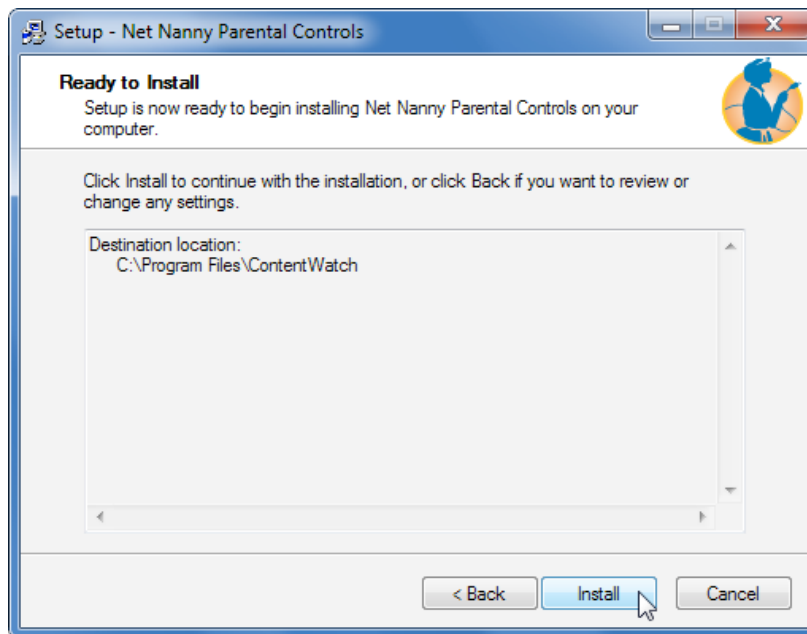 Setup - Net Nanny Parental Controls
Ready to Install
Setup is now ready to begin installing Net Nanny Parental Controls on your
computer.
Click Install to continue with the installation, or click Back if you want to review or
change any settings.
Destination location:
C:\Program Files\ContentWatch
< Back
Install
Cancel